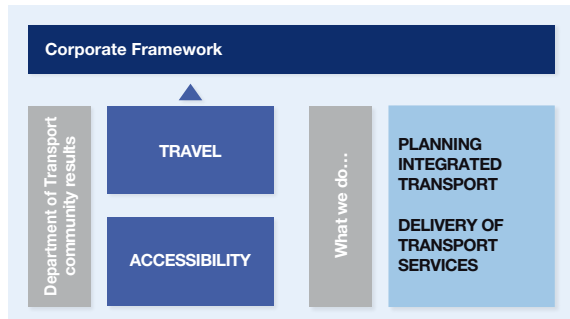 Corporate Framework
Department of Transport
community results
TRAVEL
ACCESSIBILITY
What we do...
PLANNING
INTEGRATED
TRANSPORT
DELIVERY OF
TRANSPORT
SERVICES